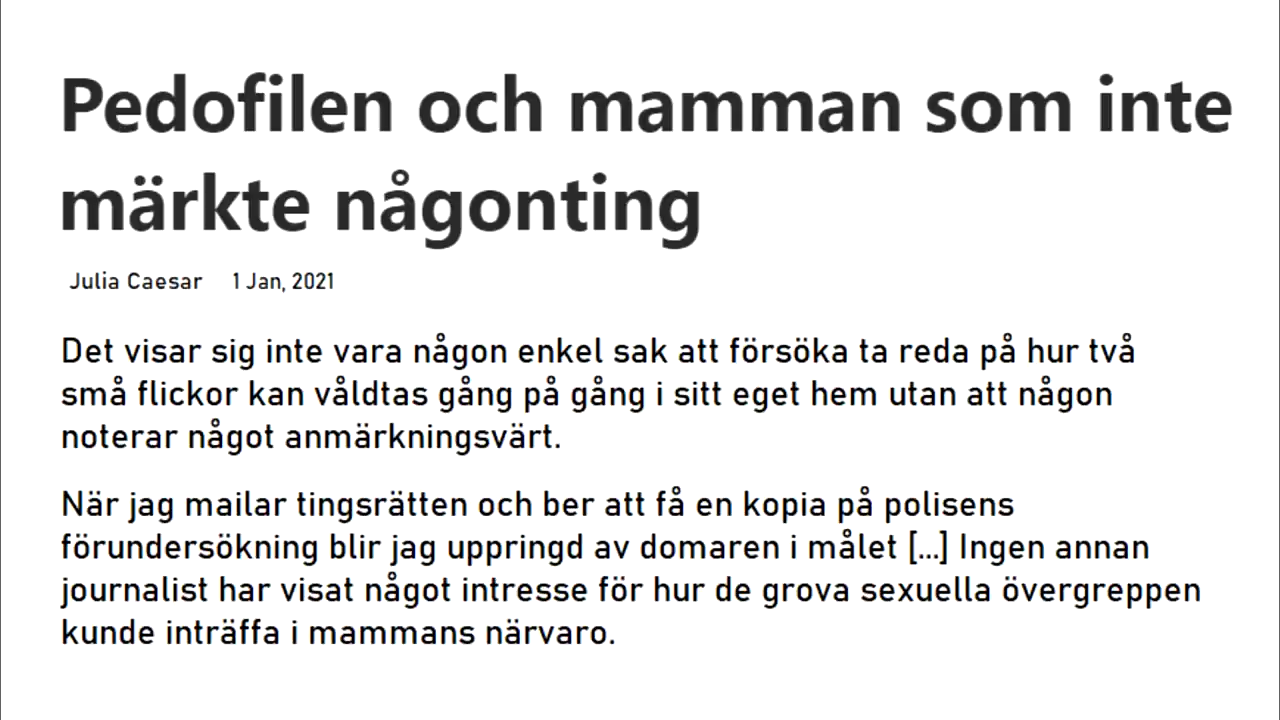 Pedofilen och mamman som inte
märkte någonting
Julia Caesar 1 Jan, 2021
Det visar sig inte vara någon enkel sak att försöka ta reda på hur två
små flickor kan våldtas gång på gång i sitt eget hem utan att någon
noterar något anmärkningsvärt.
När jag mailar tingsrätten och ber att få en kopia på polisens
förundersökning blir jag uppringd av domaren i målet [...] Ingen annan
journalist har visat något intresse för hur de grova sexuella övergreppen
kunde inträffa i mammans närvaro.